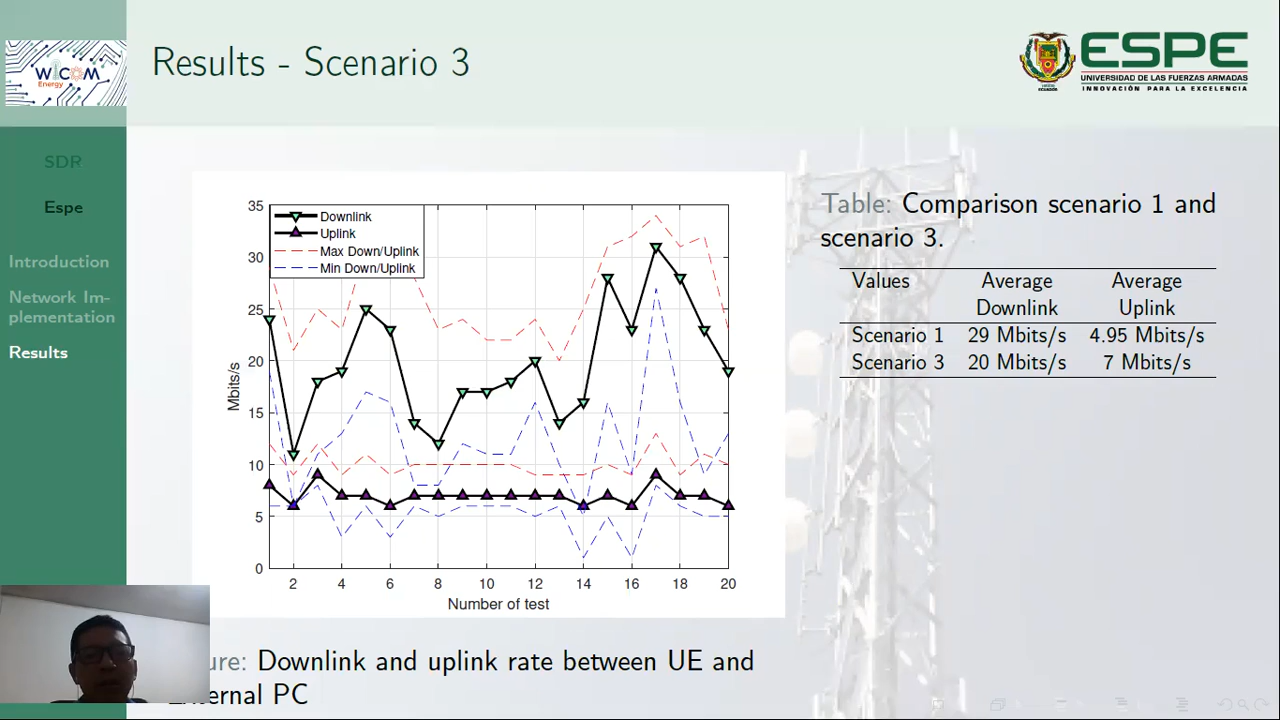 Results - Scenario 3
WICOM
Energy
ESPE
UNIVERSIDAD DE LAS FUERZAS ARMADAS
INNOVACIÓN PARA LA EXCELENCIA
ECUADOR
SDR
Espe
Introduction
Network Im-
plementation
Results
35
30
25
20
15
10
5
0
Mbits/s
Downlink
Uplink
Max Down/Uplink
Min Down/Uplink
2 4 6 8 10 12 14 16 18 20
Number of test
ure: Downlink and uplink rate between UE and
ernal PC
Table: Comparison scenario 1 and
scenario 3.
Values Average Average
Downlink Uplink
Scenario 1 29 Mbits/s 4.95 Mbits/s
Scenario 3 20 Mbits/s 7 Mbits/s